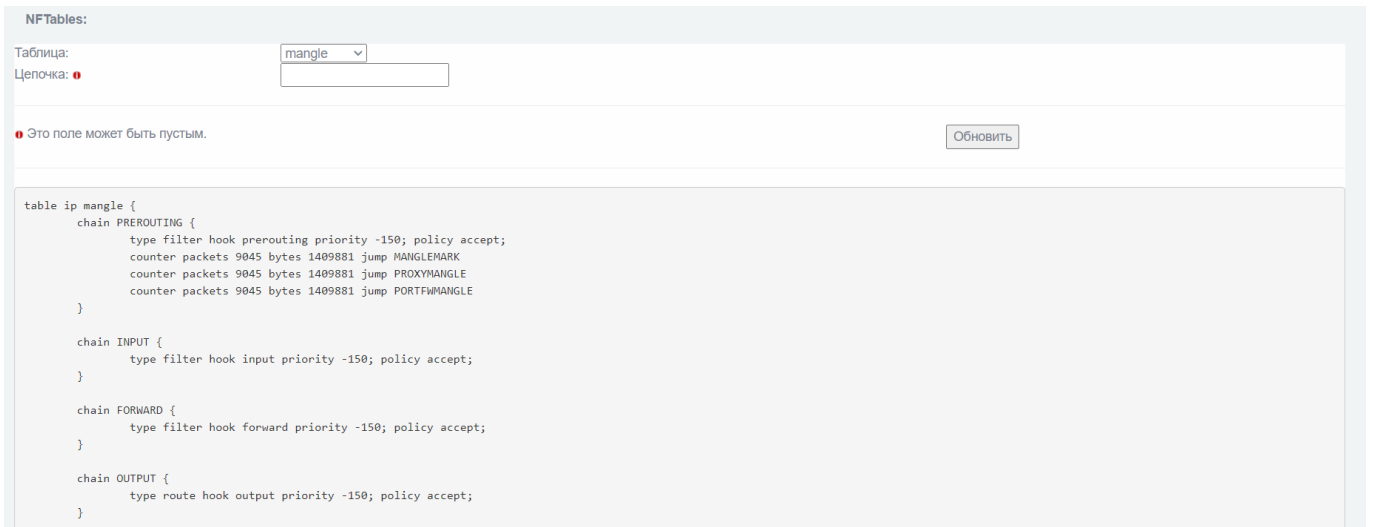 NFTables:
Таблица: mangle
Цепочка:
Это поле может быть пустым. Обновить
table ip mangle {
chain PREROUTING {
type filter hook prerouting priority -150; policy accept;
counter packets 9045 bytes 1409881 jump MANGLEMARK
counter packets 9045 bytes 1409881 jump PROXYMANGLE
counter packets 9045 bytes 1409881 jump PORTFWMANGLE
}
chain INPUT {
type filter hook input priority -150; policy accept;
}
chain FORWARD {
type filter hook forward priority -150; policy accept;
}
chain OUTPUT {
type route hook output priority -150; policy accept;
}